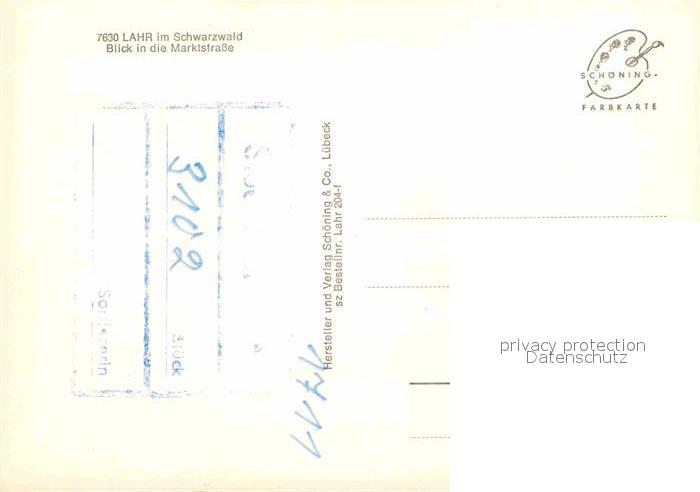 7630 LAHR im Schwarzwald
Blick in die Marktstraße
SCHÖNING-
FARBKARTE
Hersteller und Verlag Schöning & Co., Lübeck
sz Bestellnr. Lahr 204-f
3102
Stück
privacy protection
Datenschutz